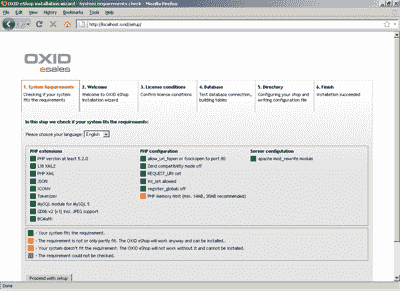 OXID eShop installation wizard - System requirements check - Mozilla Firefox
File Edit View History Bookmarks Tools Help
http://localhost.oxid/setup/
OXID
esales
1. System Requirements
Checking if your system
fits the requirements
2. Welcome
Welcome to OXID eShop
installation wizard
3. License conditions
Confirm license conditions
4. Database
Test database connection,
building tables
5. Directory
Configuring your shop and
writing configuration file
6. Finish
Installation succeeded
In this step we check if your system fits the requirements:
Please choose your language: English
PHP extensions
PHP version at least 5.2.0
LIB XML2
PHP XML
JSON
ICONV
Tokenizer
MySQL module for MySQL 5
GDlib v2 [v1] incl. JPEG support
BCMath
PHP configuration
allow_url_fopen or fsockopen to port 80
Zend compatibility mode off
REQUEST_URI set
ini_set allowed
register_globals off
PHP Memory limit (min. 14MB, 30MB recommended)
Server configuration
apache mod_rewrite module
- Your system fits the requirement.
- The requirement is not or only partly fit. The OXID eShop will work anyway and can be installed.
- Your system doesn't fit the requirement. The OXID eShop will not work without it and cannot be installed.
- The requirement could not be checked.
Proceed with setup
Done